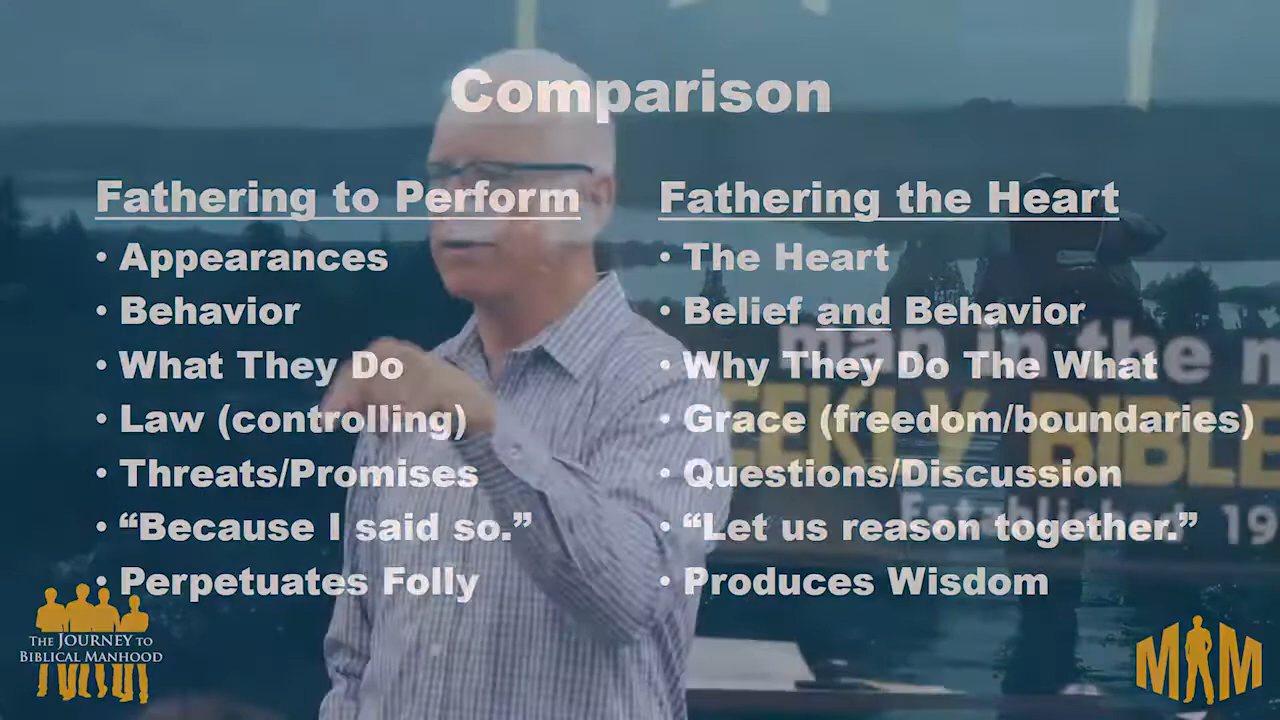 Comparison
Fathering to Perform
• Appearances
• Behavior
• What They Do
• Law (controlling)
• Threats/Promises
• “Because I said so.”
• Perpetuates Folly
Fathering the Heart
• The Heart
• Belief and Behavior
• Why They Do The What
• Grace (freedom/boundaries)
• Questions/Discussion
• “Let us reason together.”
• Produces Wisdom
man in the m
EEKLY BIBLE
Established 19
THE JOURNEY TO
BIBLICAL MANHOOD
MIM